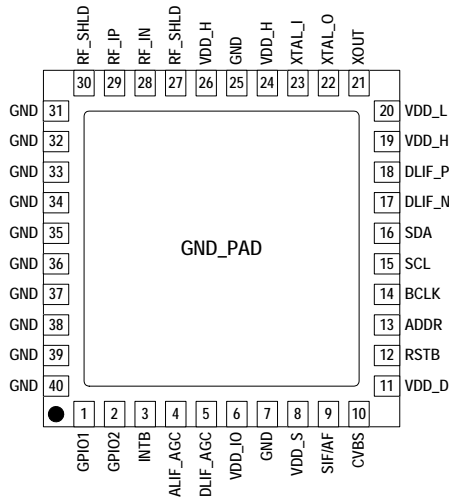 RF_SHLD
RF_IP
RF_IN
RF_SHLD
VDD_H
GND
VDD_H
XTAL_I
XTAL_O
XOUT
30 29 28 27 26 25 24 23 22 21
GND 31
GND 32
GND 33
GND 34
GND 35
GND 36
GND 37
GND 38
GND 39
GND 40
GND_PAD
20 VDD_L
19 VDD_H
18 DLIF_P
17 DLIF_N
16 SDA
15 SCL
14 BCLK
13 ADDR
12 RSTB
11 VDD_D
1 2 3 4 5 6 7 8 9 10
GPIO1
GPIO2
INTB
ALIF_AGC
DLIF_AGC
VDD_IO
GND
VDD_S
SIF/AF
CVBS